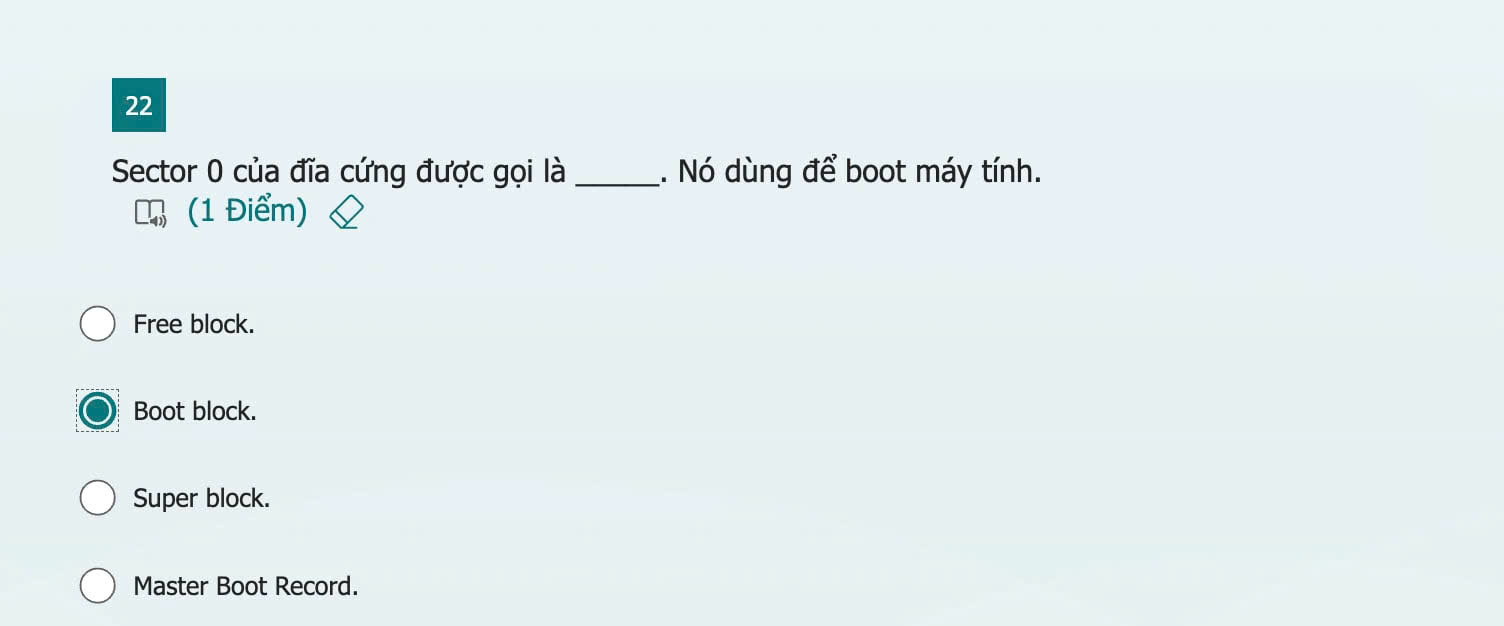 22
Sector 0 của đĩa cứng được gọi là ______. Nó dùng để boot máy tính.
(1 Điểm)
Free block.
Boot block.
Super block.
Master Boot Record.